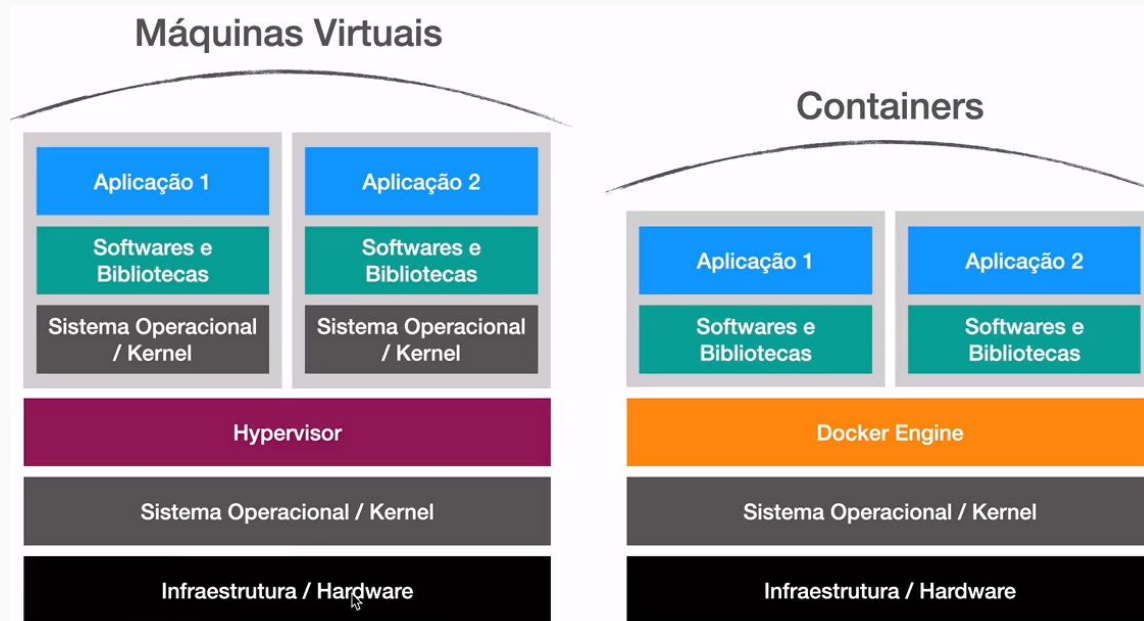 Máquinas Virtuais
Aplicação 1
Aplicação 2
Softwares e
Bibliotecas
Softwares e
Bibliotecas
Sistema Operacional
/ Kernel
Sistema Operacional
/ Kernel
Hypervisor
Sistema Operacional / Kernel
Infraestrutura / Hardware
Containers
Aplicação 1
Aplicação 2
Softwares e
Bibliotecas
Softwares e
Bibliotecas
Docker Engine
Sistema Operacional / Kernel
Infraestrutura / Hardware